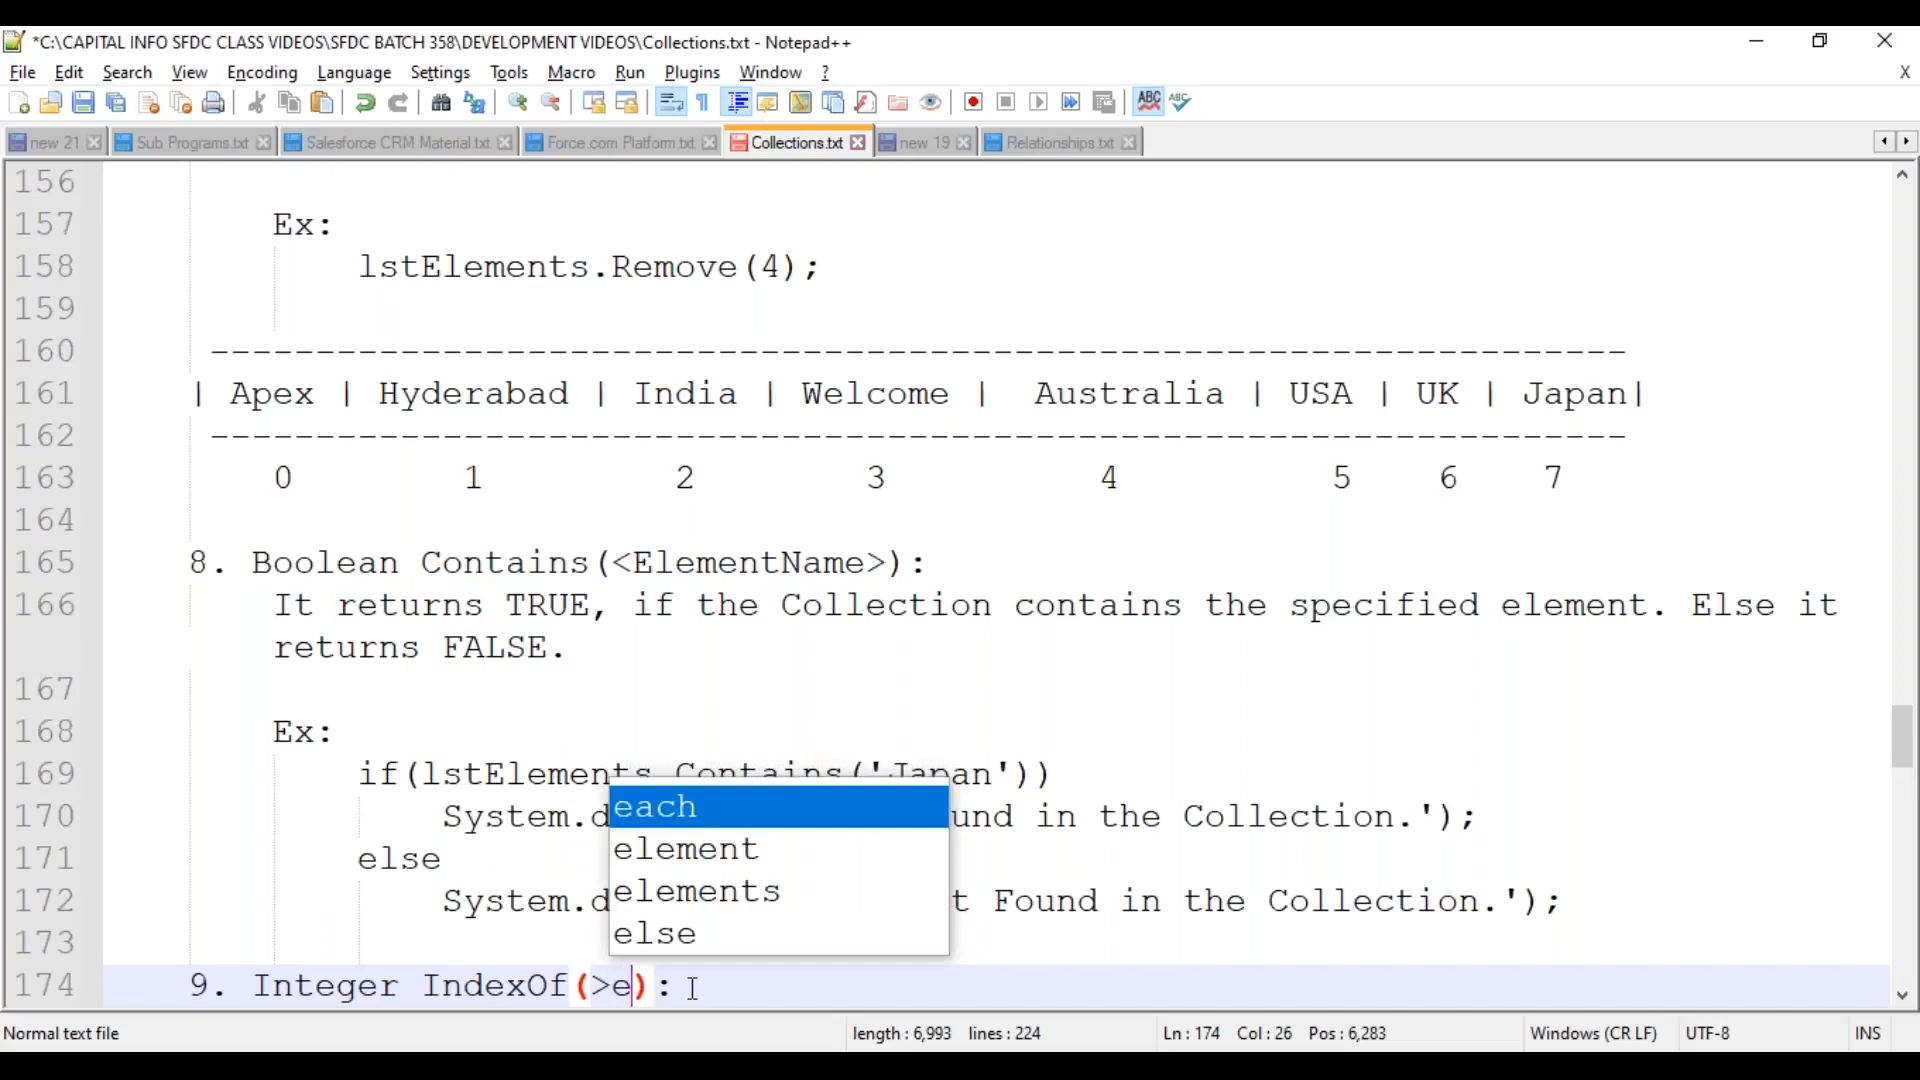 *C:\CAPITAL INFO SFDC CLASS VIDEOS\SFDC BATCH 358\DEVELOPMENT VIDEOS\Collections.txt - Notepad++
File Edit Search View Encoding Language Settings Tools Macro Run Plugins Window ? X
new 21 Sub Programs.txt Salesforce CRM Material.txt Force.com Platform.txt Collections.txt new 19 Relationships.txt
156
157 Ex:
158 lstElements.Remove(4);
159
160 -------------------------------------------------------------------
161 | Apex | Hyderabad | India | Welcome | Australia | USA | UK | Japan|
162 -------------------------------------------------------------------
163 0 1 2 3 4 5 6 7
164
165 8. Boolean Contains(<ElementName>):
166 It returns TRUE, if the Collection contains the specified element. Else it
returns FALSE.
167
168 Ex:
169 if(lstElements.Contains('Japan'))
170 System.d und in the Collection.');
171 else
172 System.d t Found in the Collection.');
173
174 9. Integer IndexOf(>e):
each
element
elements
else
Normal text file length : 6,993 lines : 224 Ln : 174 Col : 26 Pos : 6,283 Windows (CR LF) UTF-8 INS